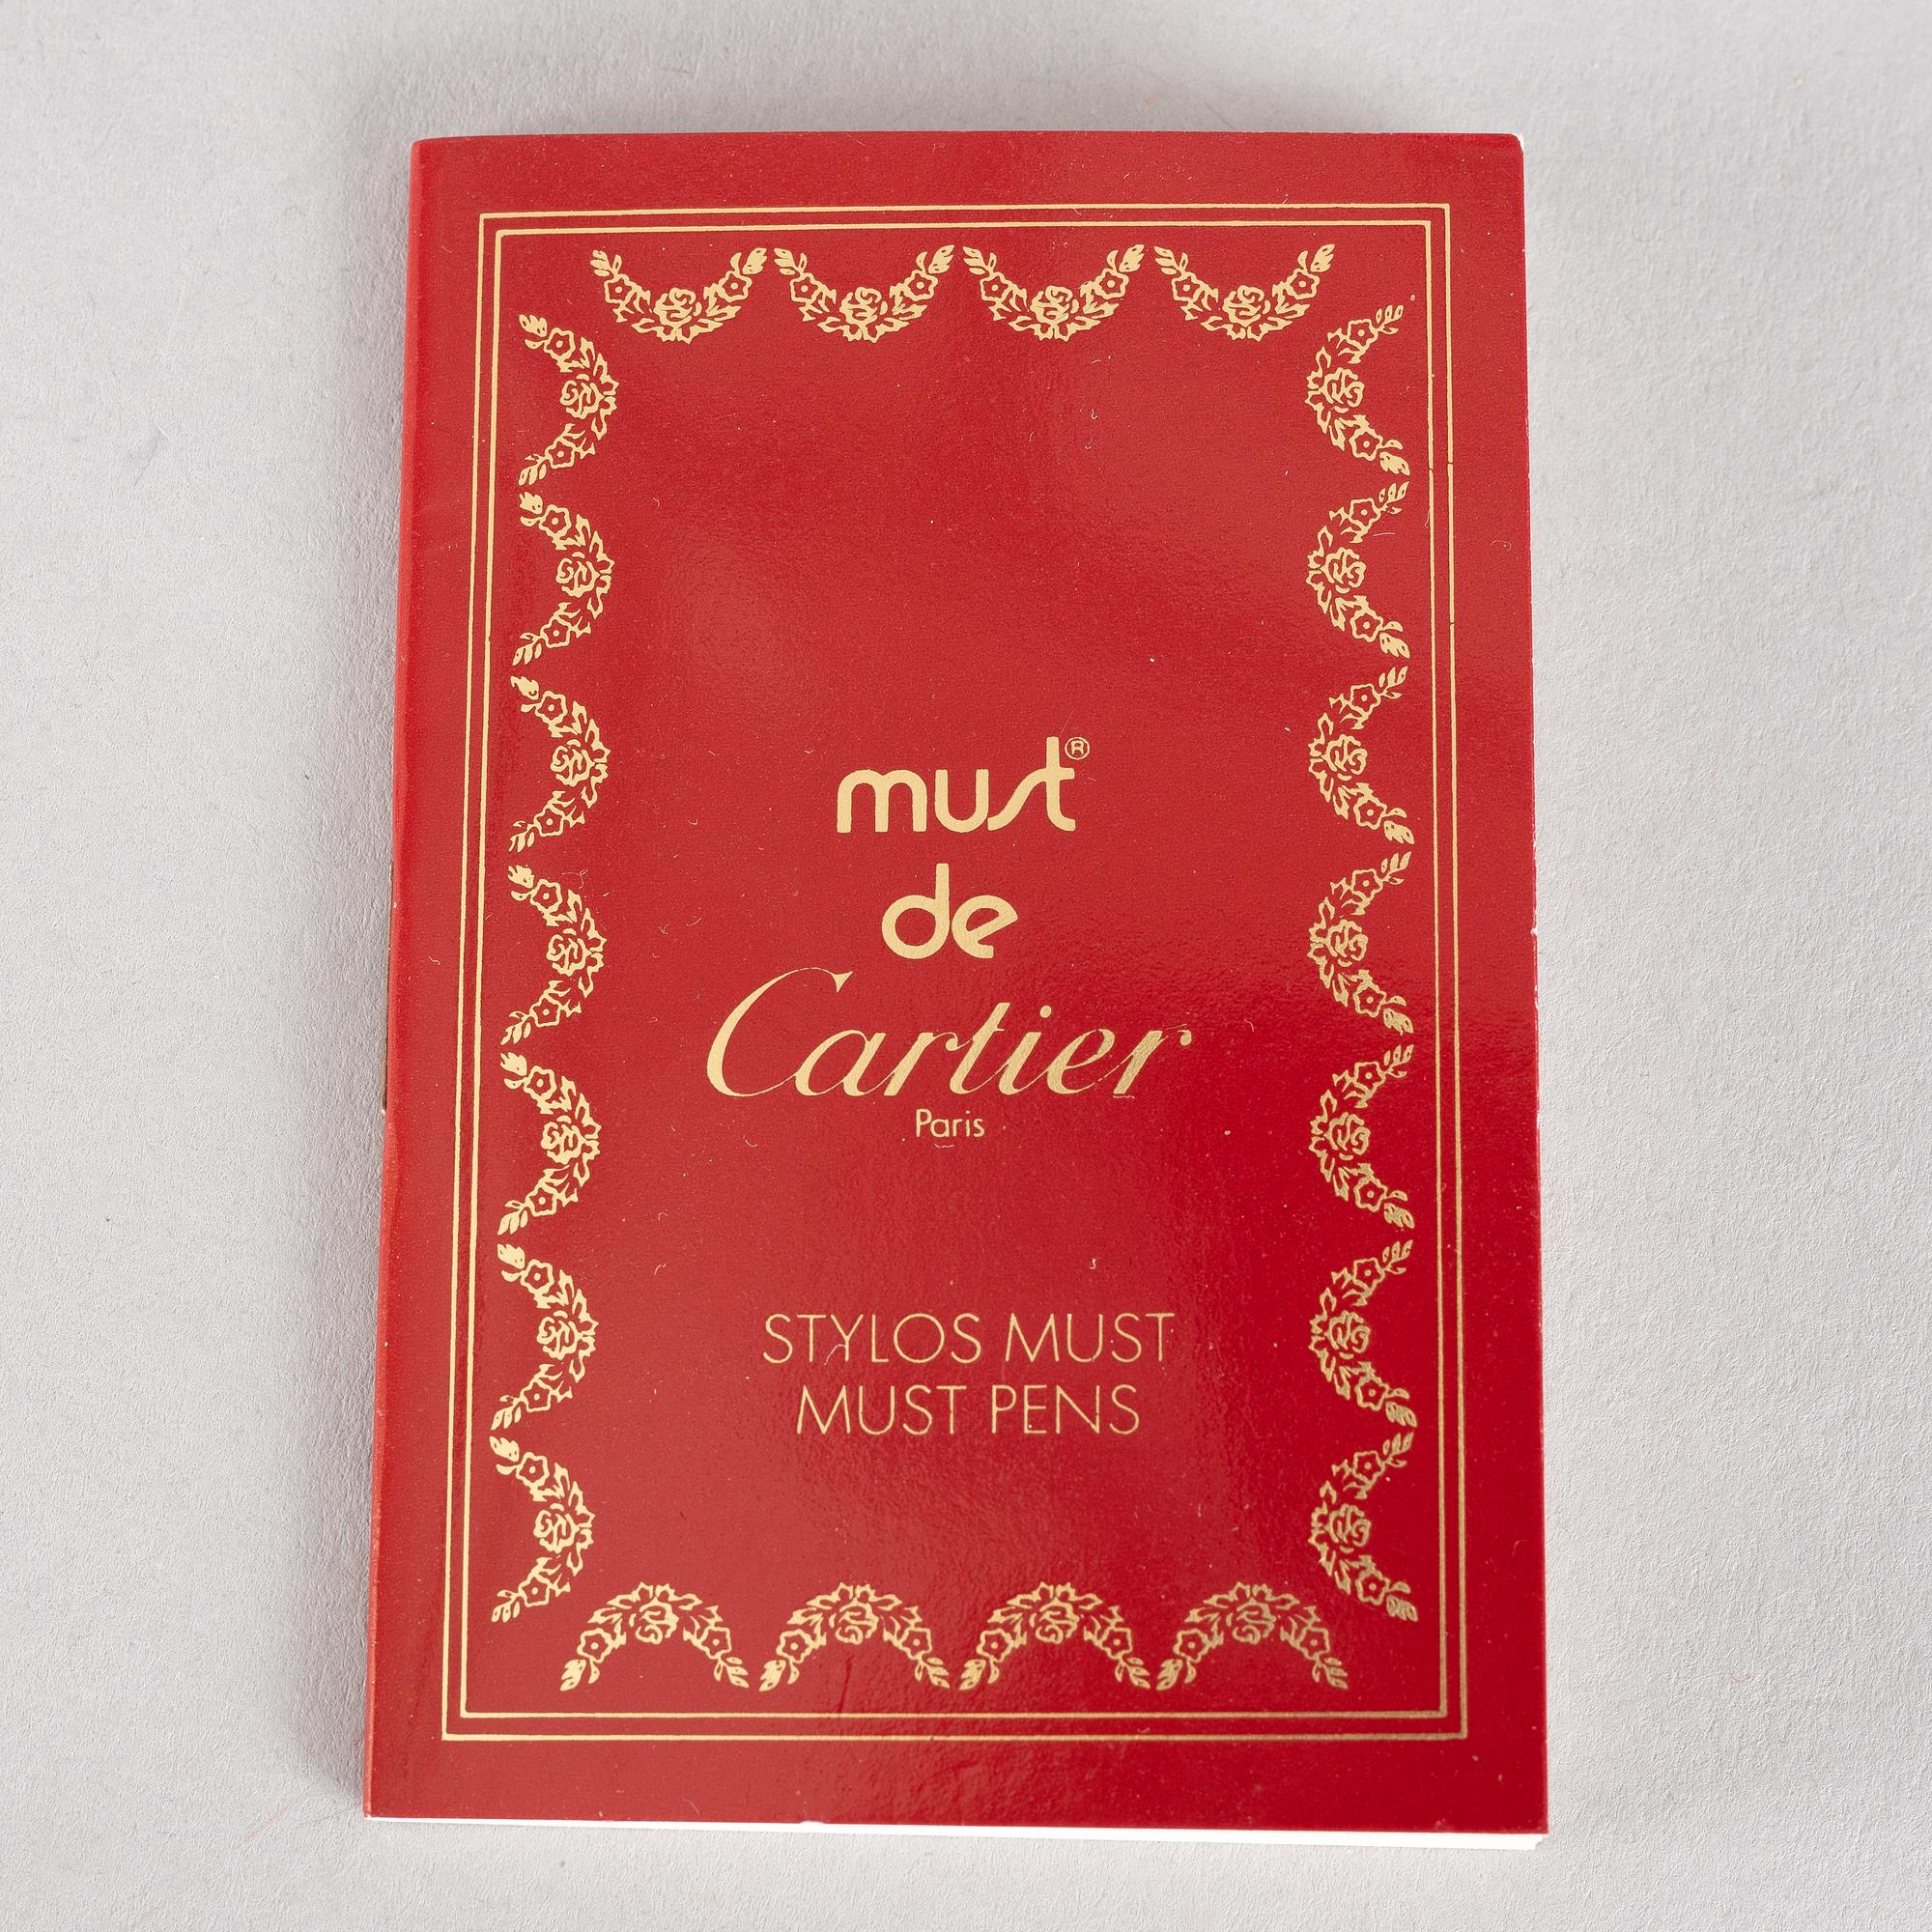 must®
de
Cartier
Paris
STYLOS MUST
MUST PENS